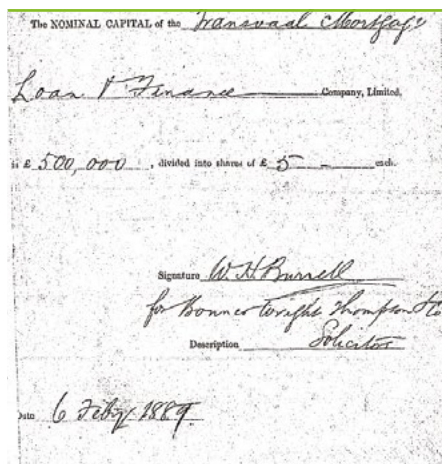 The NOMINAL CAPITAL of the Transvaal Mortgage
Loan & Finance Company, Limited.
is £ 500,000 , divided into shares of £ 5 - each.
Signature W. H. Burrell
for Bonner Wright Thompson & Co
Description Solicitor
Date 6 Feby. 1889.